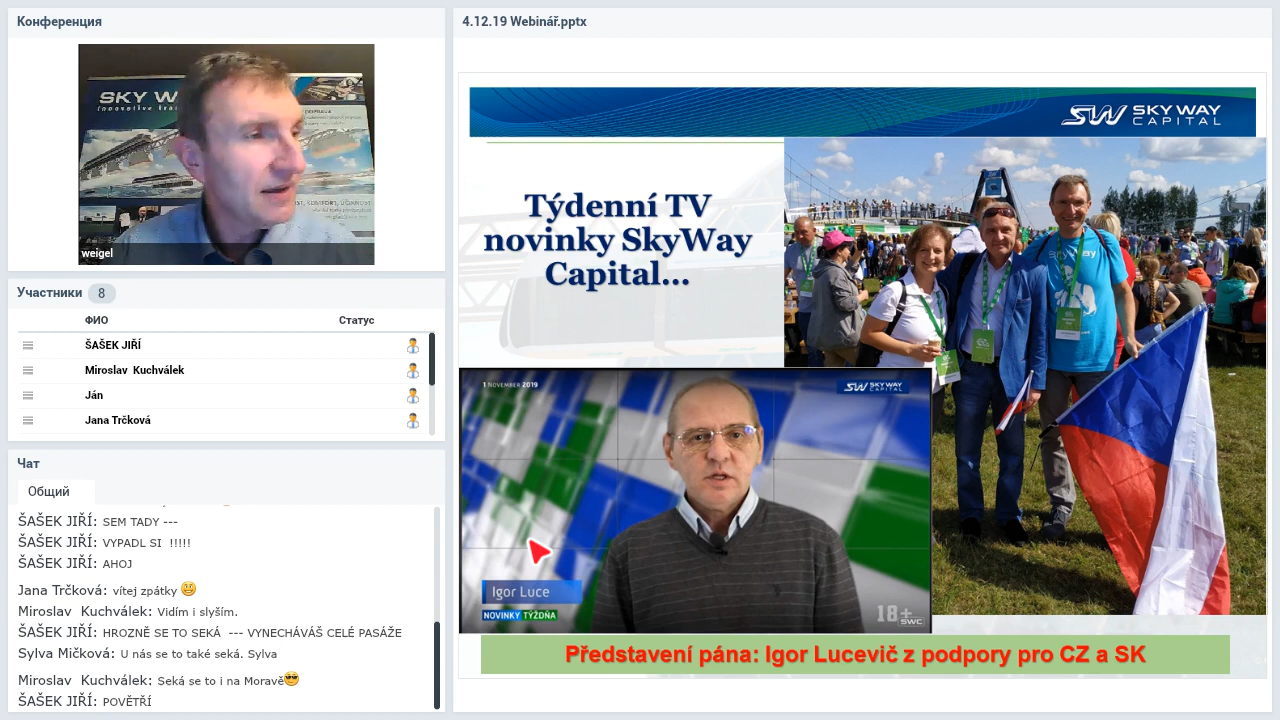 Конференция
SKY WAY
weigel
Участники 8
ФИО Статус
ŠAŠEK JIŘÍ
Miroslav Kuchválek
Ján
Jana Trčková
Чат
Общий
ŠAŠEK JIŘÍ: SEM TADY ---
ŠAŠEK JIŘÍ: VYPADL SI !!!!!
ŠAŠEK JIŘÍ: AHOJ
Jana Trčková: vítej zpátky
Miroslav Kuchválek: Vidím i slyším.
ŠAŠEK JIŘÍ: HROZNĚ SE TO SEKÁ --- VYNECHÁVÁŠ CELÉ PASÁŽE
Sylva Mičková: U nás se to také seká. Sylva
Miroslav Kuchválek: Seká se to i na Moravě
ŠAŠEK JIŘÍ: POVĚTŘÍ
4.12.19 Webinář.pptx
SW SKY WAY
CAPITAL
Týdenní TV
novinky SkyWay
Capital...
1 NOVEMBER 2019
SW SKY WAY
CAPITAL
Igor Luce
NOVINKY TÝŽDŇA
18+
SWC
Představení pána: Igor Lucevič z podpory pro CZ a SK